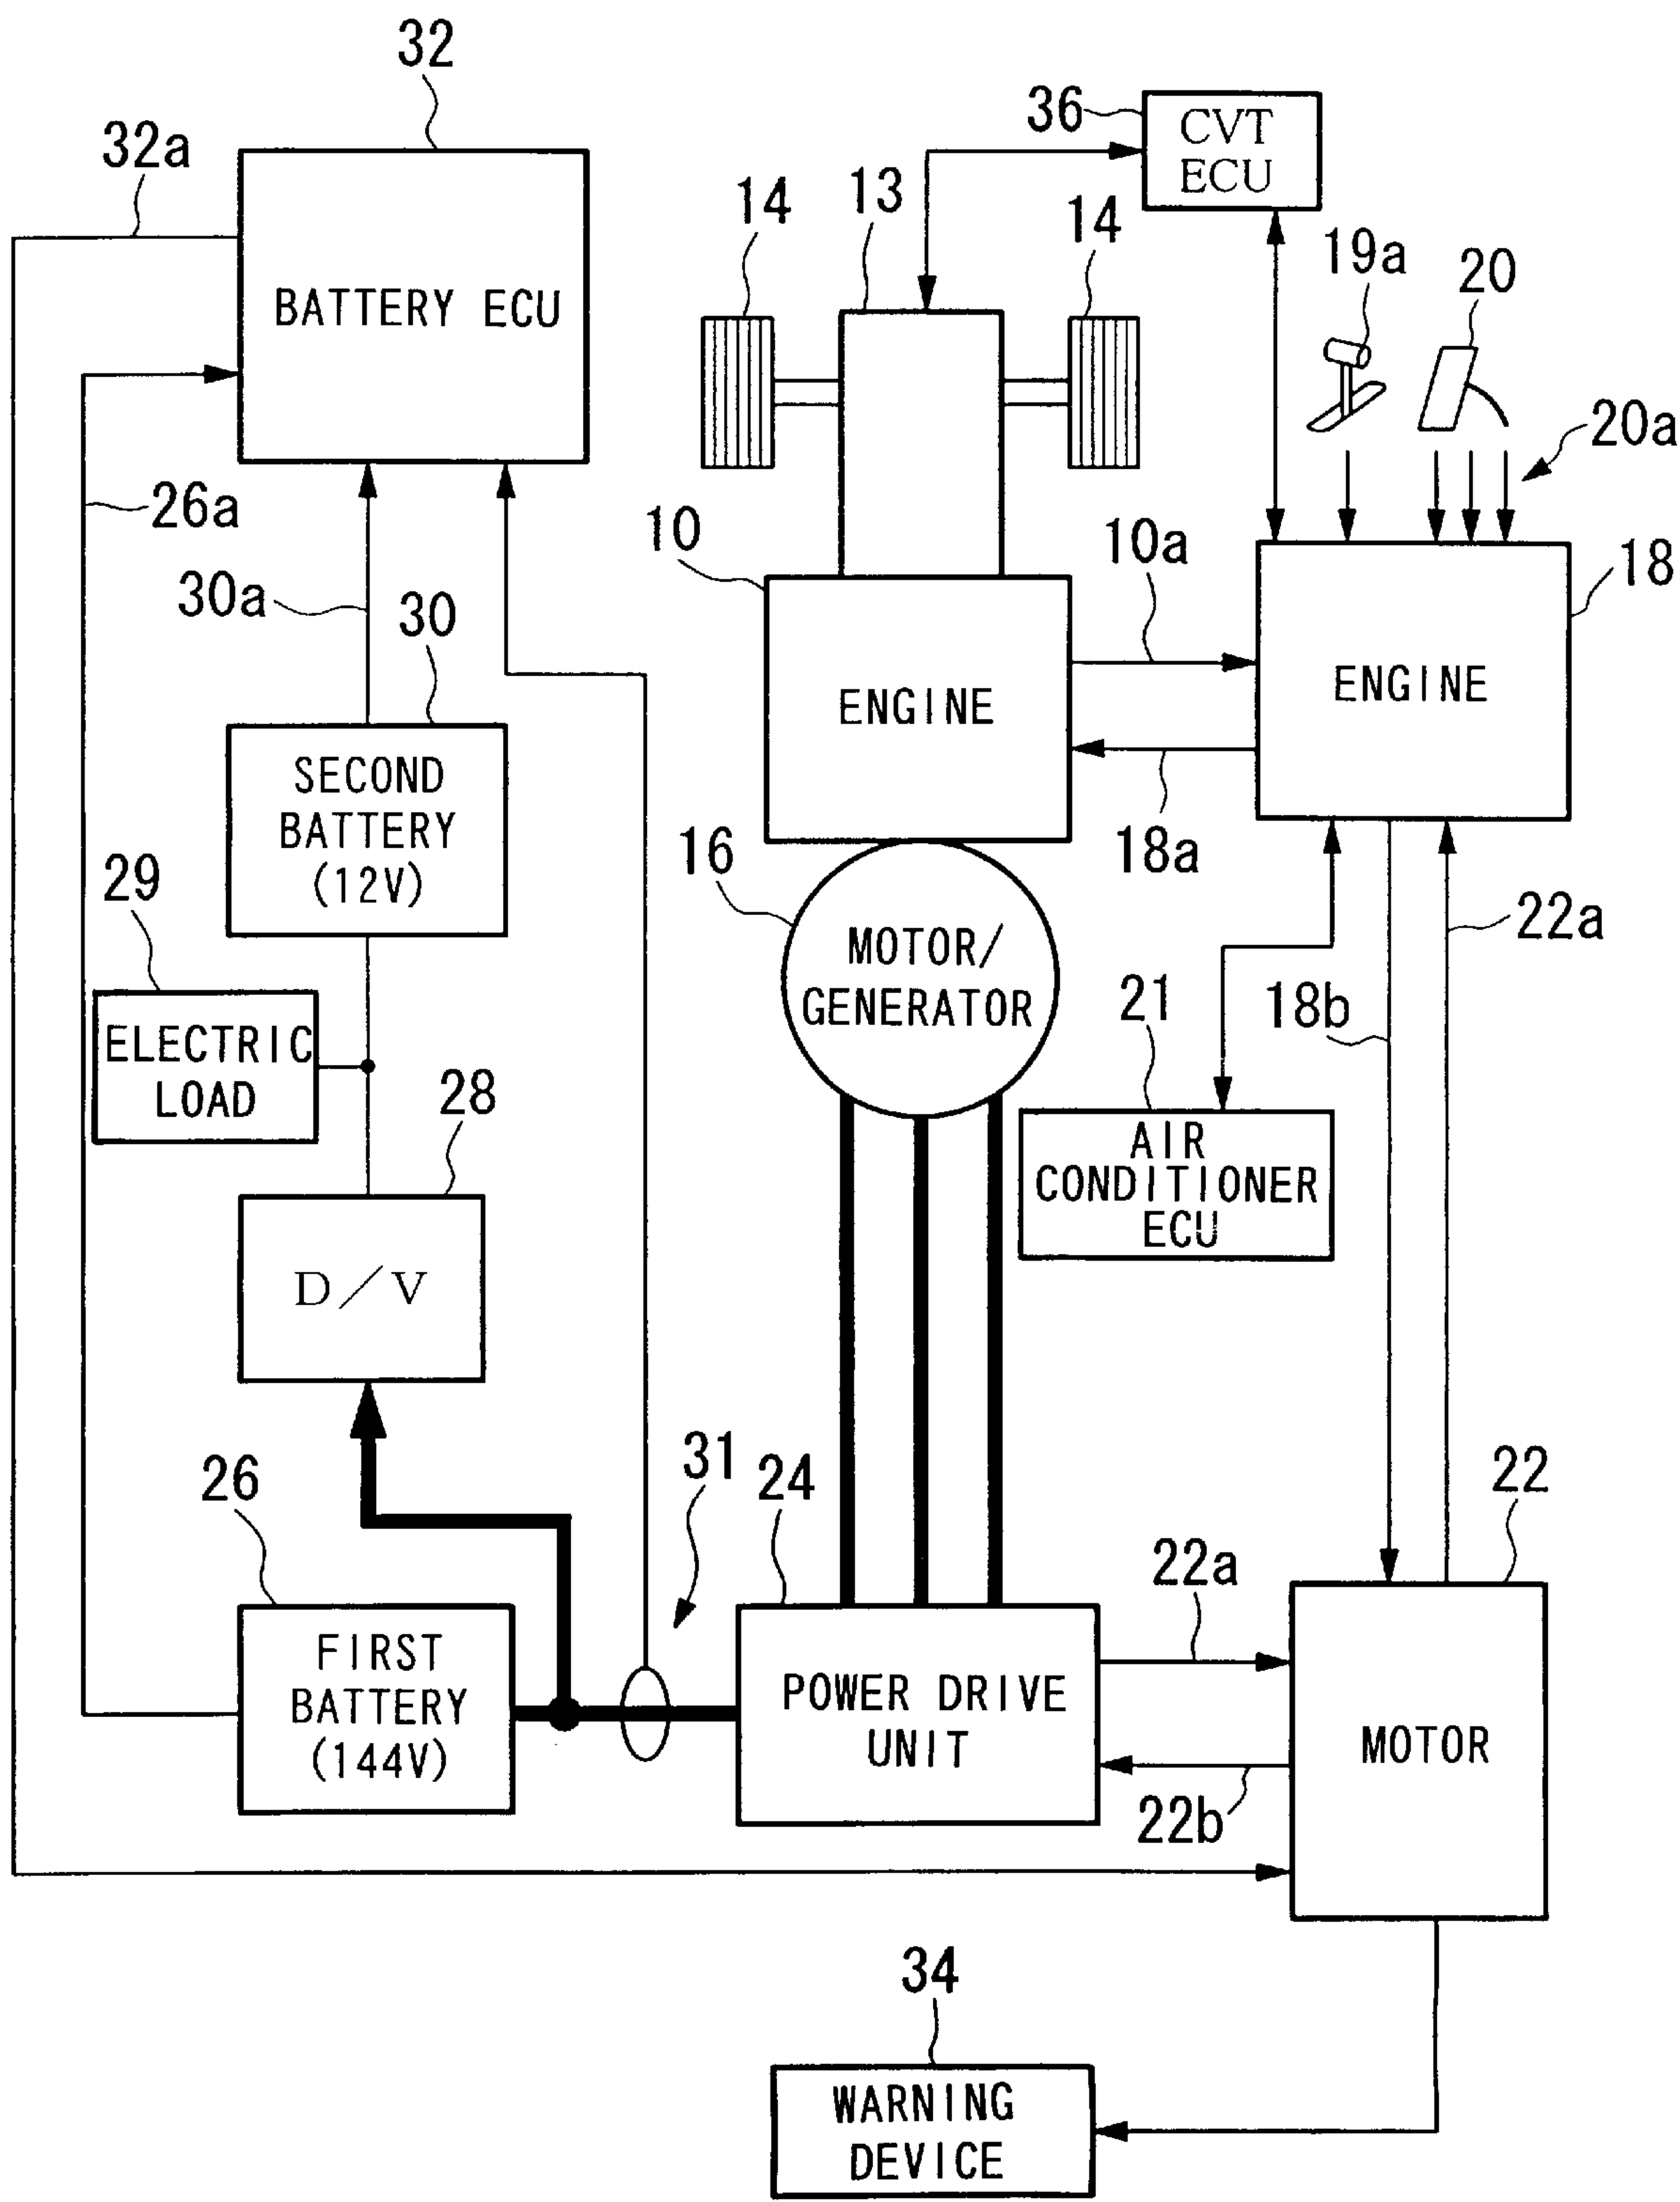 32
36
CVT
ECU
32a
14
13
14
19a
20
BATTERY ECU
20a
26a
10
10a
18
30a
30
ENGINE
ENGINE
SECOND
BATTERY
(12V)
16
18a
29
22a
MOTOR/
GENERATOR
21
18b
ELECTRIC
LOAD
28
AIR
CONDITIONER
ECU
D/V
26
31
24
22
22a
FIRST
BATTERY
(144V)
POWER DRIVE
UNIT
MOTOR
22b
34
WARNING
DEVICE